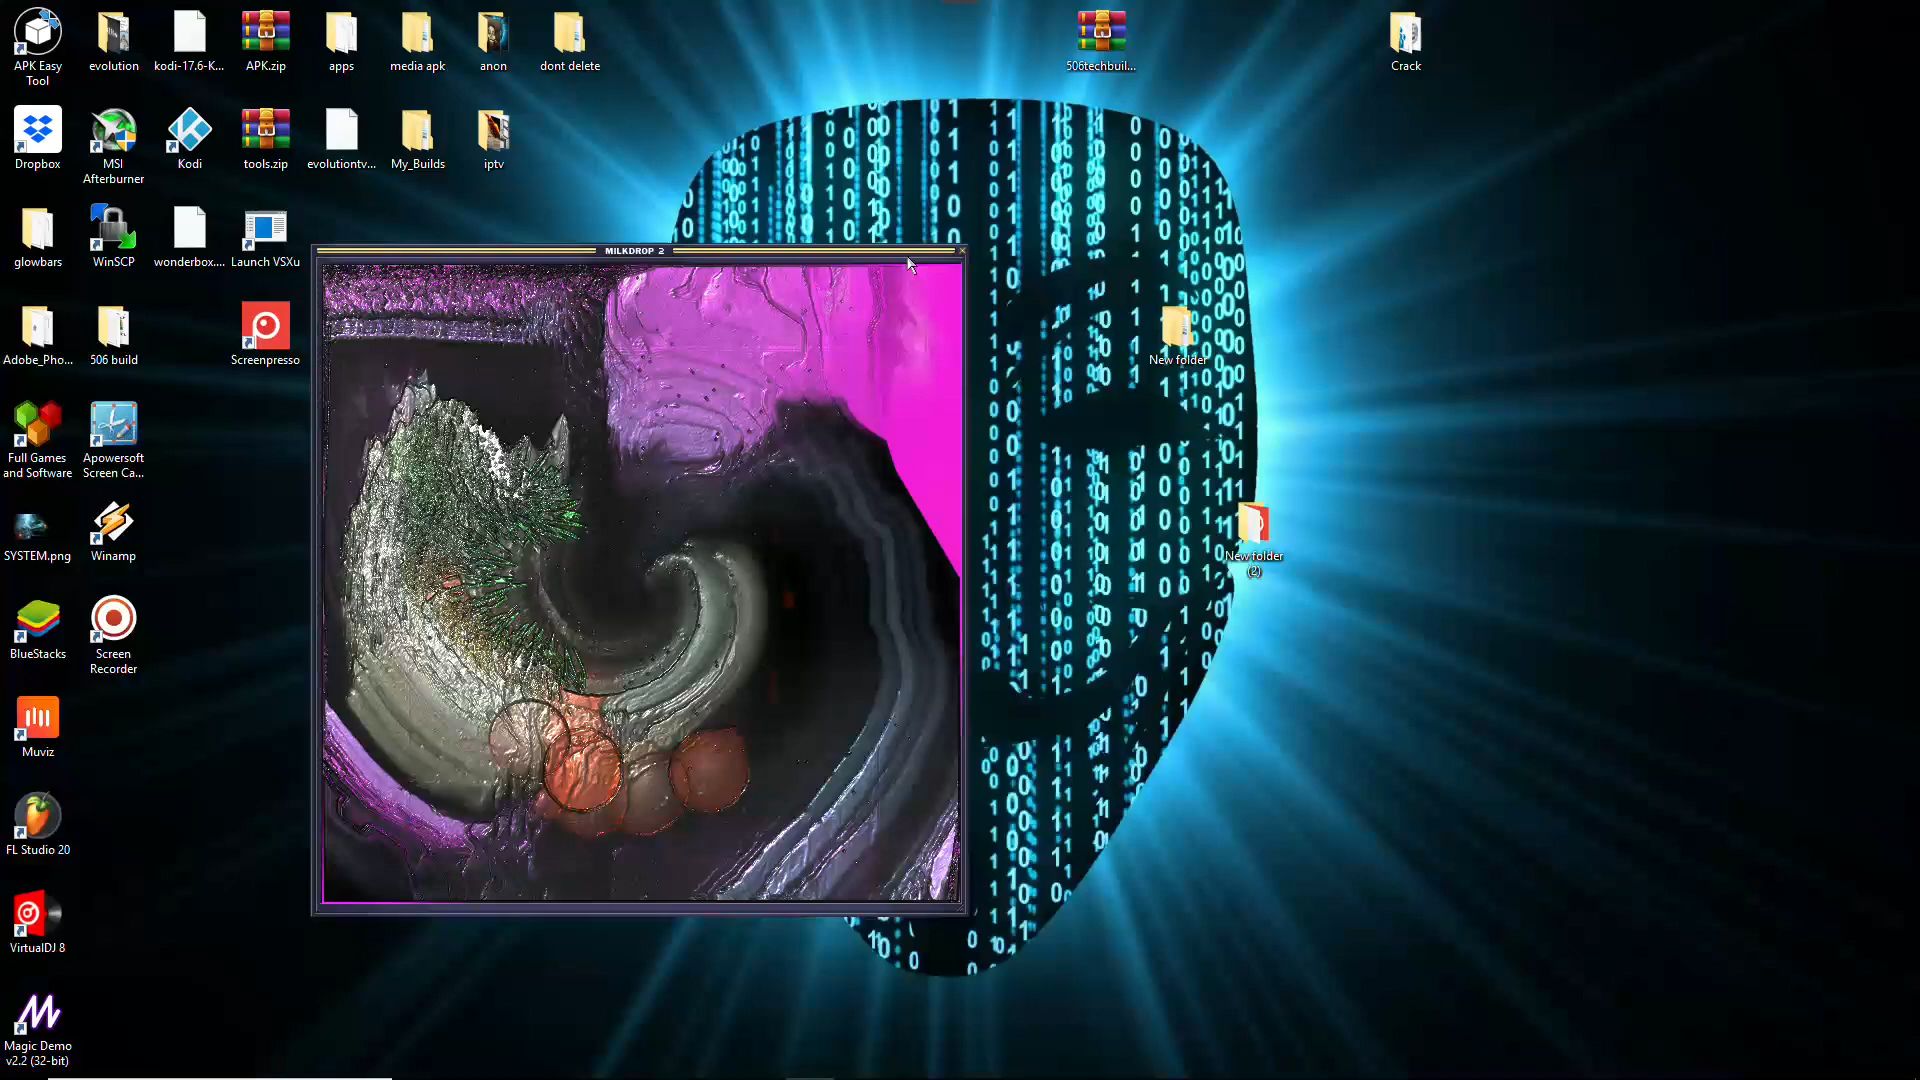 APK Easy
Tool
evolution
kodi-17.6-K...
APK.zip
apps
media apk
anon
dont delete
506techbuil...
Crack
Dropbox
MSI
Afterburner
Kodi
tools.zip
evolutiontv...
My_Builds
iptv
glowbars
WinSCP
wonderbox....
Launch VSXu
MILKDROP 2
Adobe_Pho...
506 build
Screenpresso
New folder
Full Games
and Software
Apowersoft
Screen Ca...
SYSTEM.png
Winamp
New folder
(2)
BlueStacks
Screen
Recorder
Muviz
FL Studio 20
VirtualDJ 8
Magic Demo
v2.2 (32-bit)